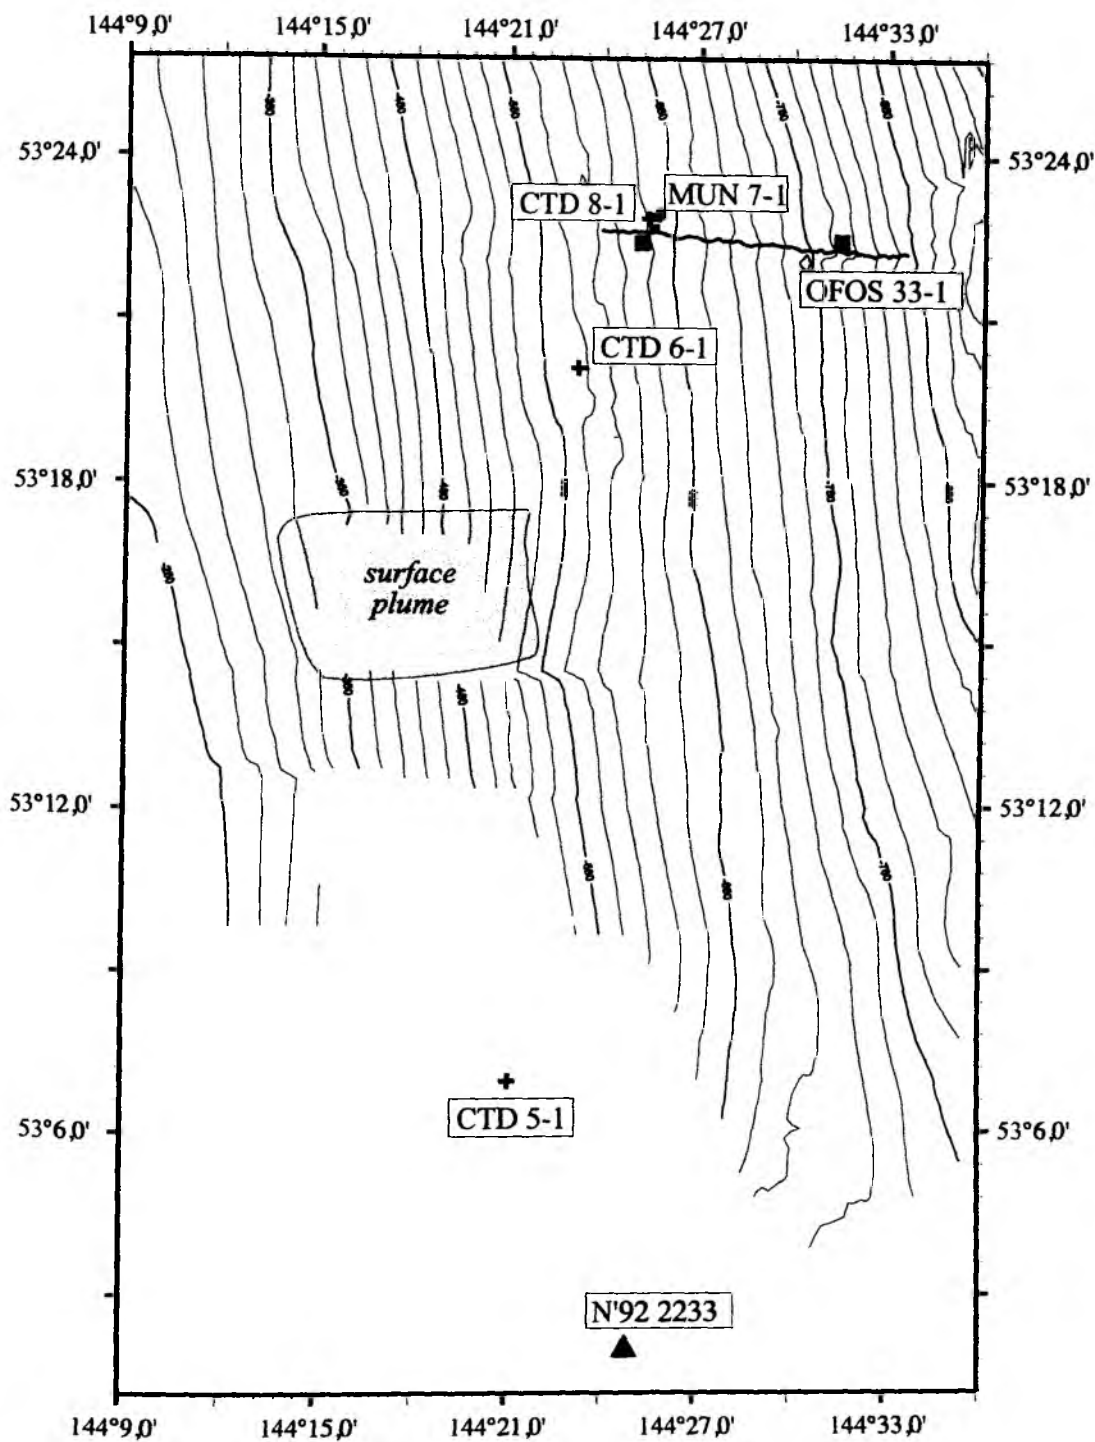 144°9,0' 144°15,0' 144°21,0' 144°27,0' 144°33,0'
53°24,0' 53°24,0'
CTD 8-1 MUN 7-1
OFOS 33-1
CTD 6-1
53°18,0' 53°18,0'
surface
plume
53°12,0' 53°12,0'
CTD 5-1
53°6,0' 53°6,0'
N'92 2233
144°9,0' 144°15,0' 144°21,0' 144°27,0' 144°33,0'